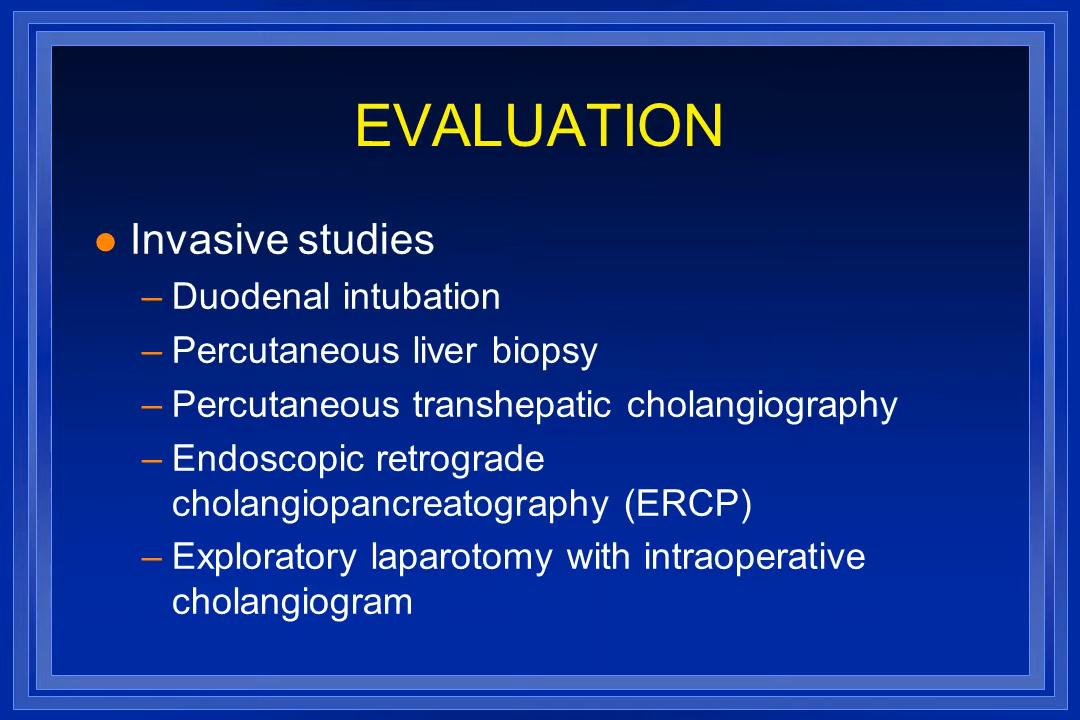 EVALUATION
● Invasive studies
– Duodenal intubation
– Percutaneous liver biopsy
– Percutaneous transhepatic cholangiography
– Endoscopic retrograde
cholangiopancreatography (ERCP)
– Exploratory laparotomy with intraoperative
cholangiogram